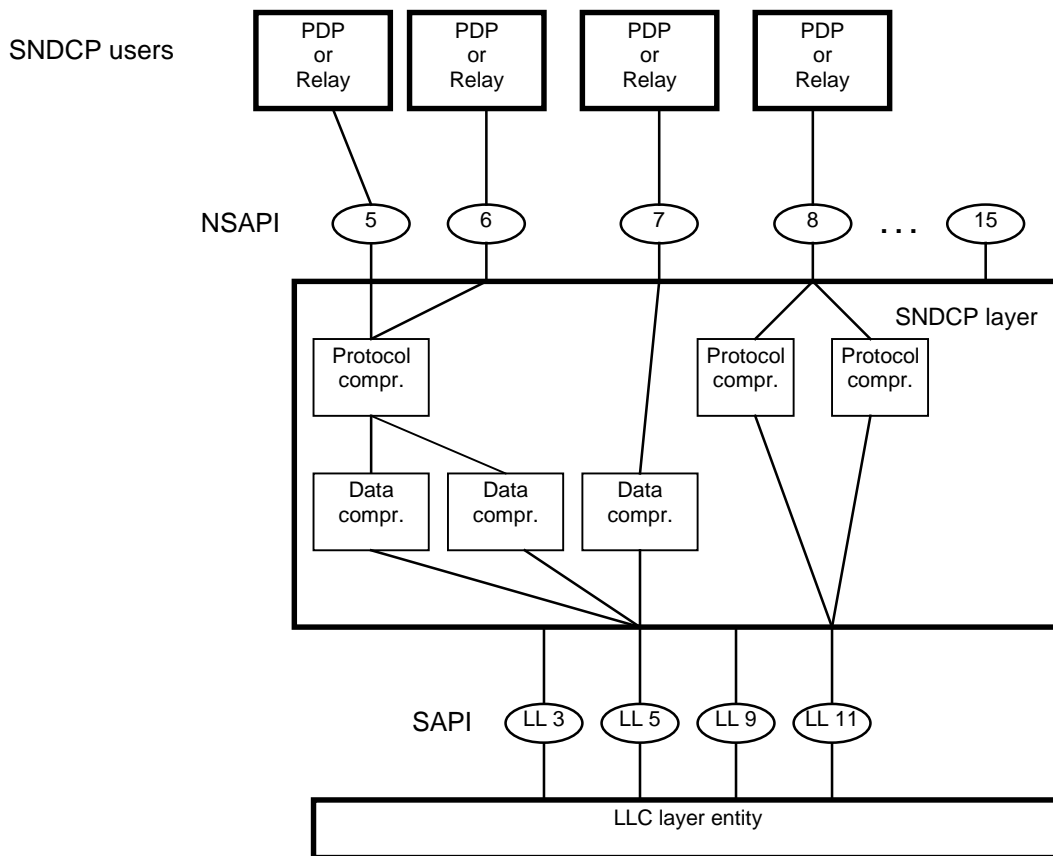 SNDCP users
PDP
or
Relay
PDP
or
Relay
PDP
or
Relay
PDP
or
Relay
NSAPI
5
6
7
8
. . .
15
SNDCP layer
Protocol
compr.
Protocol
compr.
Protocol
compr.
Data
compr.
Data
compr.
Data
compr.
SAPI
LL 3
LL 5
LL 9
LL 11
LLC layer entity